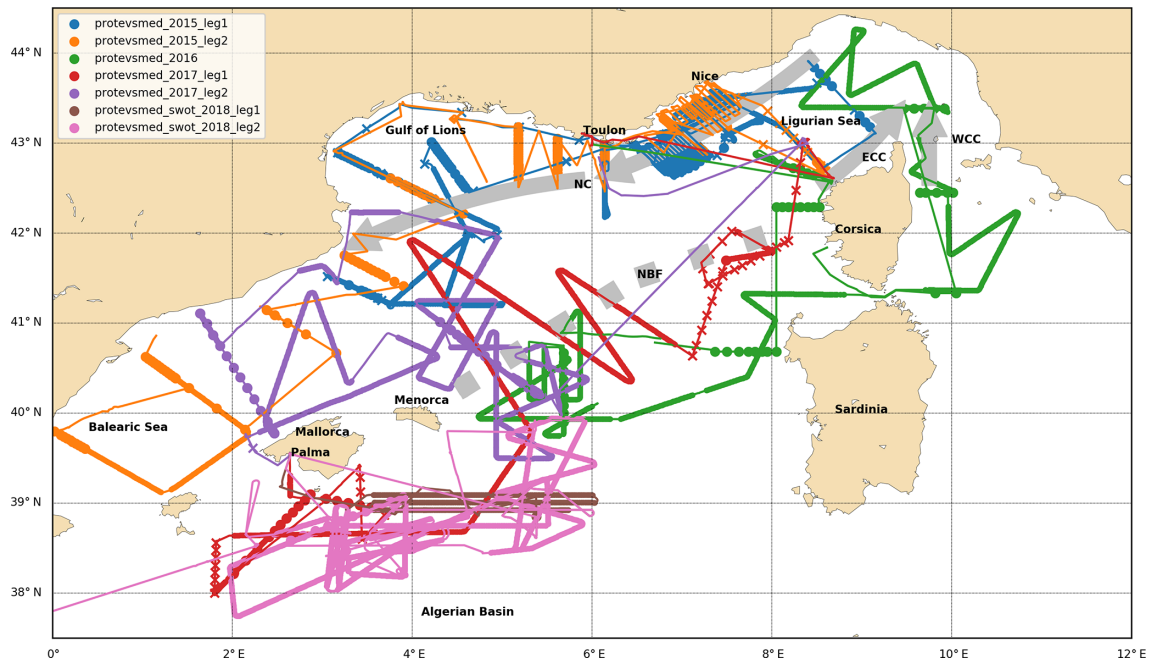 protevsmed_2015_leg1
protevsmed_2015_leg2
protevsmed_2016
protevsmed_2017_leg1
protevsmed_2017_leg2
protevsmed_swot_2018_leg1
protevsmed_swot_2018_leg2
44°N
43°N
42°N
41°N
40°N
39°N
38°N
Nice
Ligurian Sea
Gulf of Lions
Toulon
WCC
ECC
NC
Corsica
NBF
Menorca
Sardinia
Balearic Sea
Mallorca
Palma
Algerian Basin
0°
2°E
4°E
6°E
8°E
10°E
12°E